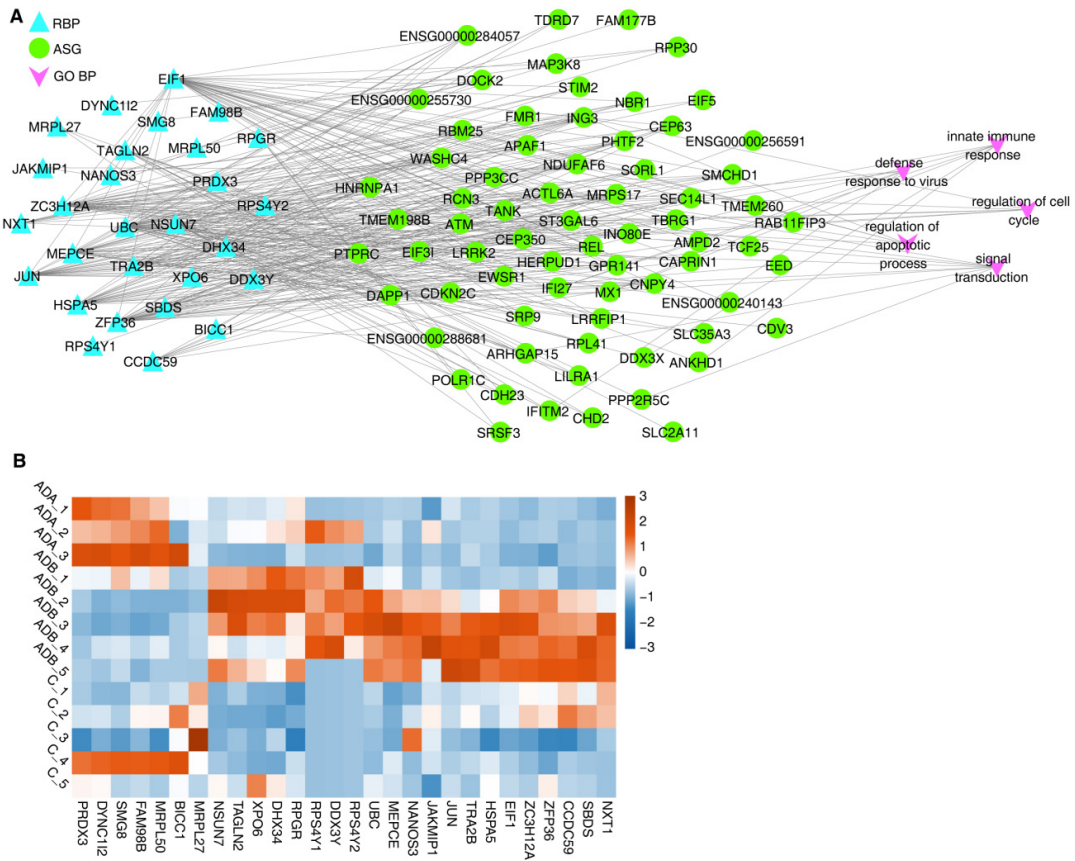 A
RBP
ASG
GO BP
EIF1
DYNC1I2
FAM98B
MRPL27
SMG8
RPGR
TAGLN2
MRPL50
JAKMIP1
NANOS3
PRDX3
ZC3H12A
RPS4Y2
NXT1
UBC
NSUN7
MEPCE
DHX34
JUN
TRA2B
XPO6
DDX3Y
HSPA5
SBDS
ZFP36
BICC1
RPS4Y1
CCDC59
TDRD7
FAM177B
ENSG00000284057
RPP30
MAP3K8
DOCK2
STIM2
ENSG00000255730
NBR1
EIF5
FMR1
ING3
RBM25
CEP63
APAF1
PHTF2
ENSG00000256591
WASHC4
NDUFAF6
SORL1
PPP3CC
SMCHD1
HNRNPA1
ACTL6A
MRPS17
RCN3
SEC14L1
TANK
TMEM260
TMEM198B
ATM
ST3GAL6
TBRG1
RAB11FIP3
INO80E
CEP350
AMPD2
PTPRC
EIF3I
LRRK2
REL
TCF25
HERPUD1
GPR141
CAPRIN1
EED
EWSR1
IFI27
CNPY4
DAPP1
CDKN2C
MX1
ENSG00000240143
SRP9
LRRFIP1
CDV3
SLC35A3
ENSG00000288681
RPL41
ARHGAP15
DDX3X
ANKHD1
POLR1C
LILRA1
CDH23
PPP2R5C
IFITM2
CHD2
SRSF3
SLC2A11
innate immune
response
defense
response to virus
regulation of cell
cycle
regulation of
apoptotic
process
signal
transduction
B
ADA_1
ADA_2
ADA_3
ADB_1
ADB_2
ADB_3
ADB_4
ADB_5
C_1
C_2
C_3
C_4
C_5
3
2
1
0
−1
−2
−3
PRDX3
DYNC1I2
SMG8
FAM98B
MRPL50
BICC1
MRPL27
NSUN7
TAGLN2
XPO6
DHX34
RPGR
RPS4Y1
DDX3Y
RPS4Y2
UBC
MEPCE
NANOS3
JAKMIP1
JUN
TRA2B
HSPA5
EIF1
ZC3H12A
ZFP36
CCDC59
SBDS
NXT1